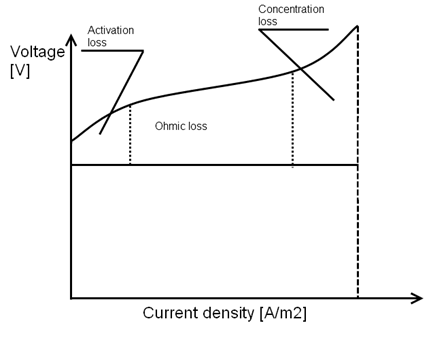 Concentration
loss
Activation
loss
Voltage
[V]
Ohmic loss
Current density [A/m2]